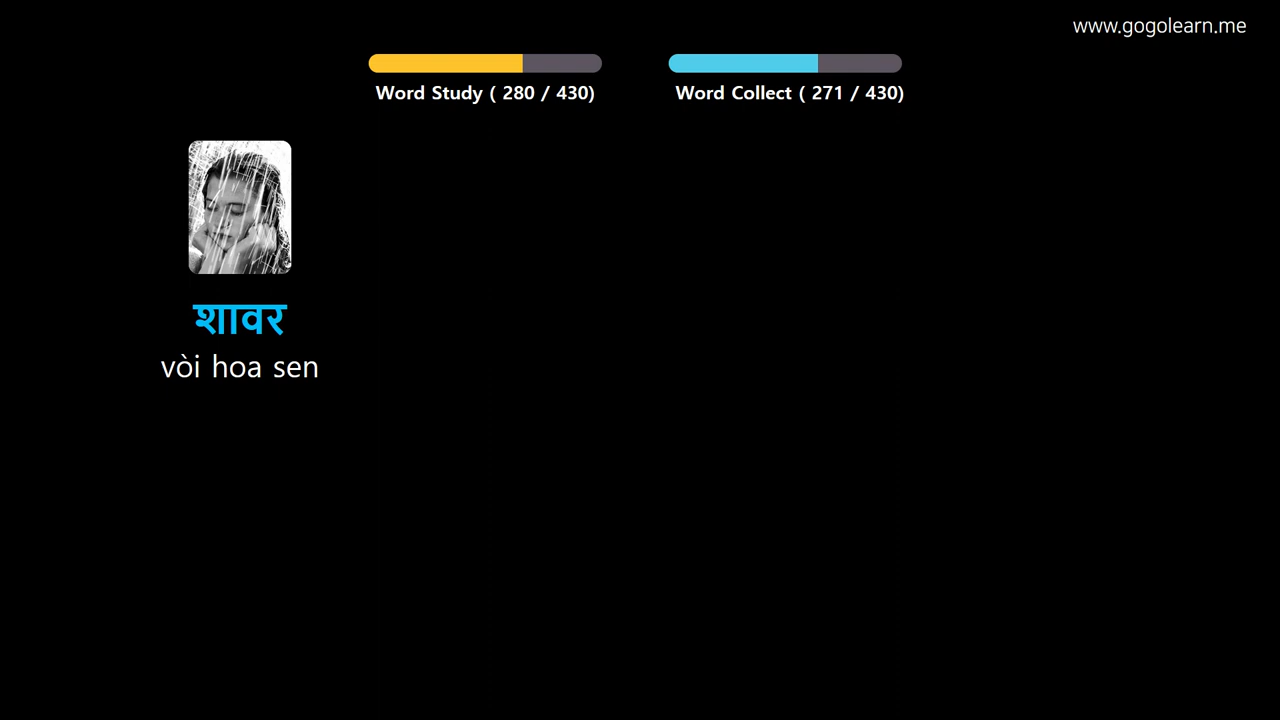 www.gogolearn.me
Word Study ( 280 / 430)
Word Collect ( 271 / 430)
शावर
vòi hoa sen